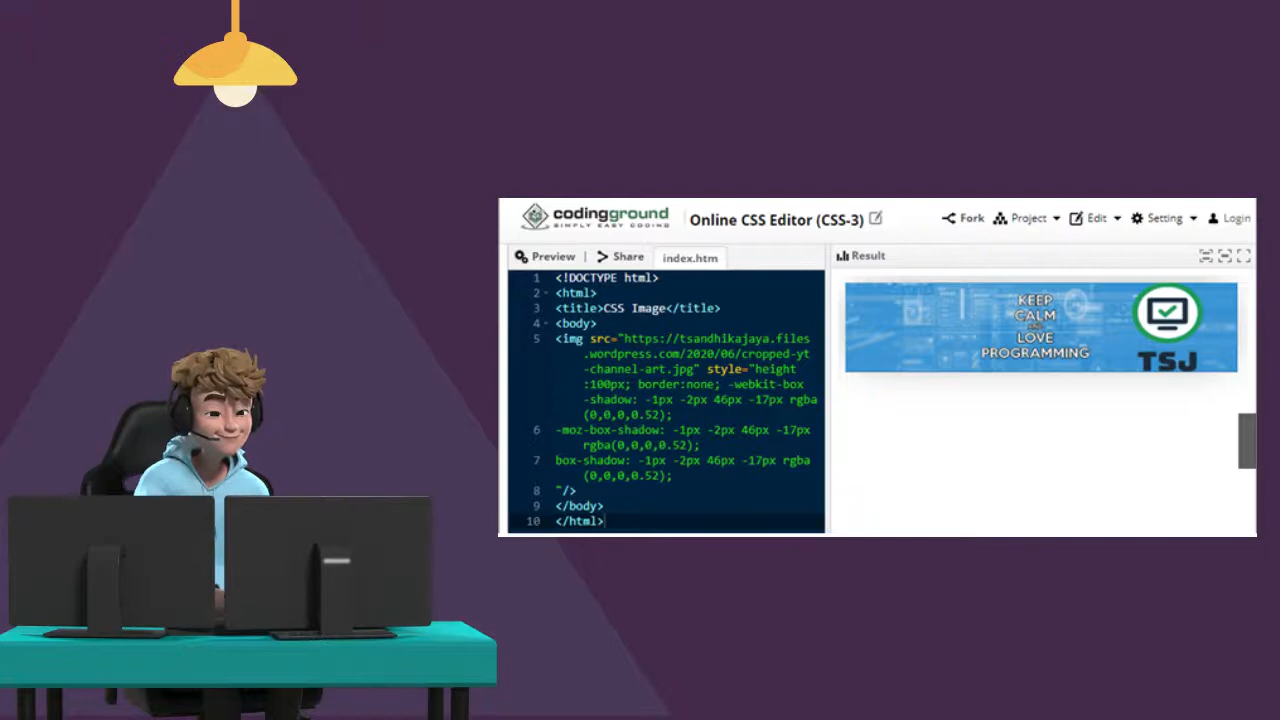 codingground
SIMPLY EASY CODING
Online CSS Editor (CSS-3)
Fork Project Edit Setting Login
Preview | Share index.htm
Result
1 <!DOCTYPE html>
2 <html>
3 <title>CSS Image</title>
4 <body>
5 <img src="https://tsandhikajaya.files
.wordpress.com/2020/06/cropped-yt
-channel-art.jpg" style="height
:100px; border:none; -webkit-box
-shadow: -1px -2px 46px -17px rgba
(0,0,0,0.52);
6 -moz-box-shadow: -1px -2px 46px -17px
rgba(0,0,0,0.52);
7 box-shadow: -1px -2px 46px -17px rgba
(0,0,0,0.52);
8 "/>
9 </body>
10 </html>
KEEP
CALM
AND
LOVE
PROGRAMMING
TSJ